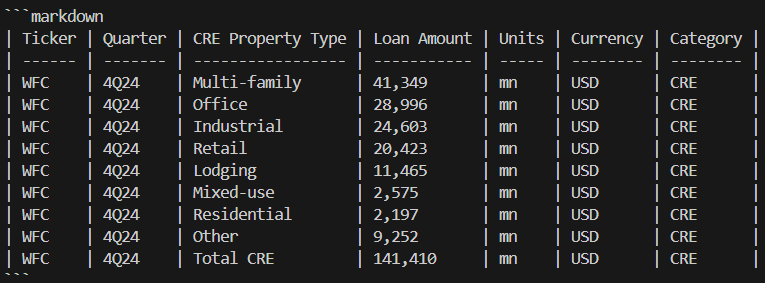 ```markdown
| Ticker | Quarter | CRE Property Type | Loan Amount | Units | Currency | Category |
| ------ | ------- | ----------------- | ----------- | ----- | -------- | -------- |
| WFC    | 4Q24    | Multi-family      | 41,349      | mn    | USD      | CRE      |
| WFC    | 4Q24    | Office            | 28,996      | mn    | USD      | CRE      |
| WFC    | 4Q24    | Industrial        | 24,603      | mn    | USD      | CRE      |
| WFC    | 4Q24    | Retail            | 20,423      | mn    | USD      | CRE      |
| WFC    | 4Q24    | Lodging           | 11,465      | mn    | USD      | CRE      |
| WFC    | 4Q24    | Mixed-use         | 2,575       | mn    | USD      | CRE      |
| WFC    | 4Q24    | Residential       | 2,197       | mn    | USD      | CRE      |
| WFC    | 4Q24    | Other             | 9,252       | mn    | USD      | CRE      |
| WFC    | 4Q24    | Total CRE         | 141,410     | mn    | USD      | CRE      |
```